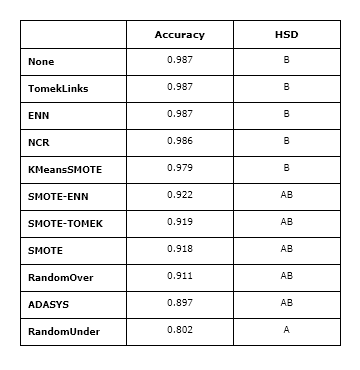 Accuracy HSD
None 0.987 B
TomekLinks 0.987 B
ENN 0.987 B
NCR 0.986 B
KMeansSMOTE 0.979 B
SMOTE-ENN 0.922 AB
SMOTE-TOMEK 0.919 AB
SMOTE 0.918 AB
RandomOver 0.911 AB
ADASYS 0.897 AB
RandomUnder 0.802 A